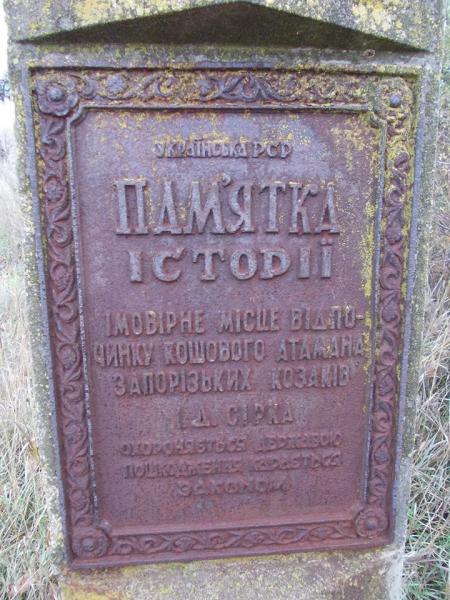 УКРАЇНСЬКА РСР
ПАМ'ЯТКА
ІСТОРІЇ
ІМОВІРНЕ МІСЦЕ ВІДПО-
ЧИНКУ КОШОВОГО АТАМАНА
ЗАПОРІЗЬКИХ КОЗАКІВ
І.Д. СІРКА
ОХОРОНЯЄТЬСЯ ДЕРЖАВОЮ
ПОШКОДЖЕННЯ КАРАЄТЬСЯ
ЗАКОНОМ